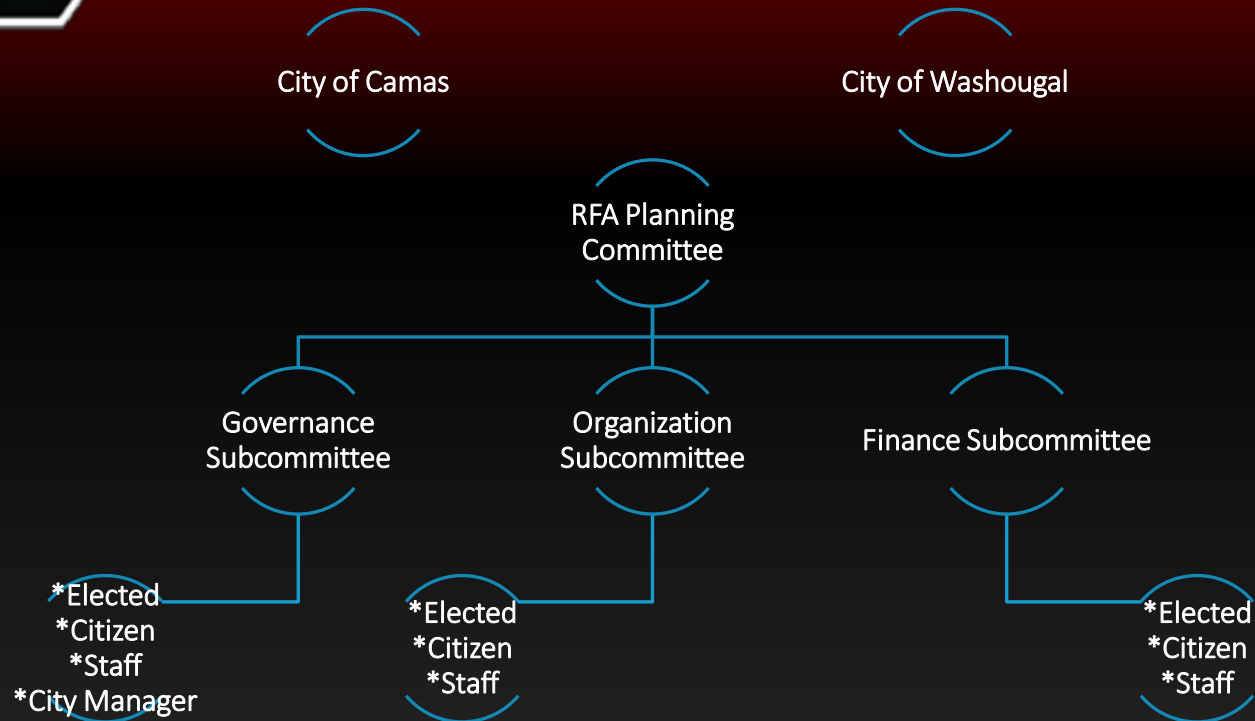 City of Camas
City of Washougal
RFA Planning
Committee
Governance
Subcommittee
Organization
Subcommittee
Finance Subcommittee
*Elected
*Citizen
*Staff
*City Manager
*Elected
*Citizen
*Staff
*Elected
*Citizen
*Staff